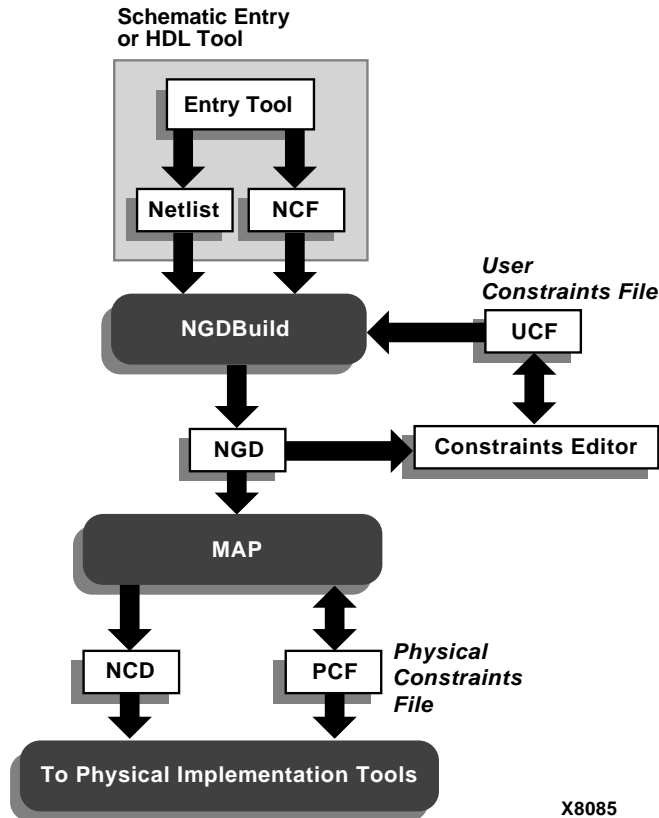 Schematic Entry
or HDL Tool
Entry Tool
Netlist
NCF
User
Constraints File
NGDBuild
UCF
NGD
Constraints Editor
MAP
NCD
PCF
Physical
Constraints
File
To Physical Implementation Tools
X8085